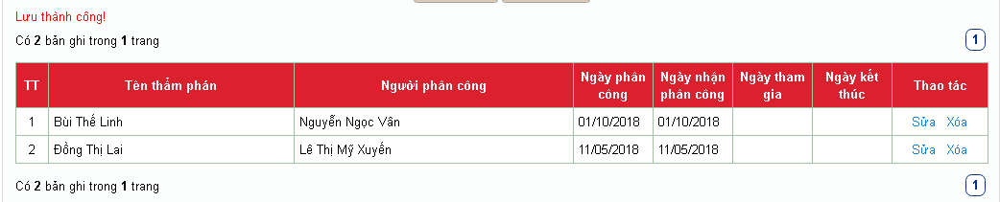 Lưu thành công!
Có 2 bản ghi trong 1 trang 1
TT Tên thẩm phán Người phân công Ngày phân công Ngày nhận phân công Ngày tham gia Ngày kết thúc Thao tác
1 Bùi Thế Linh Nguyễn Ngọc Vân 01/10/2018 01/10/2018 Sửa Xóa
2 Đồng Thị Lai Lê Thị Mỹ Xuyến 11/05/2018 11/05/2018 Sửa Xóa
Có 2 bản ghi trong 1 trang 1